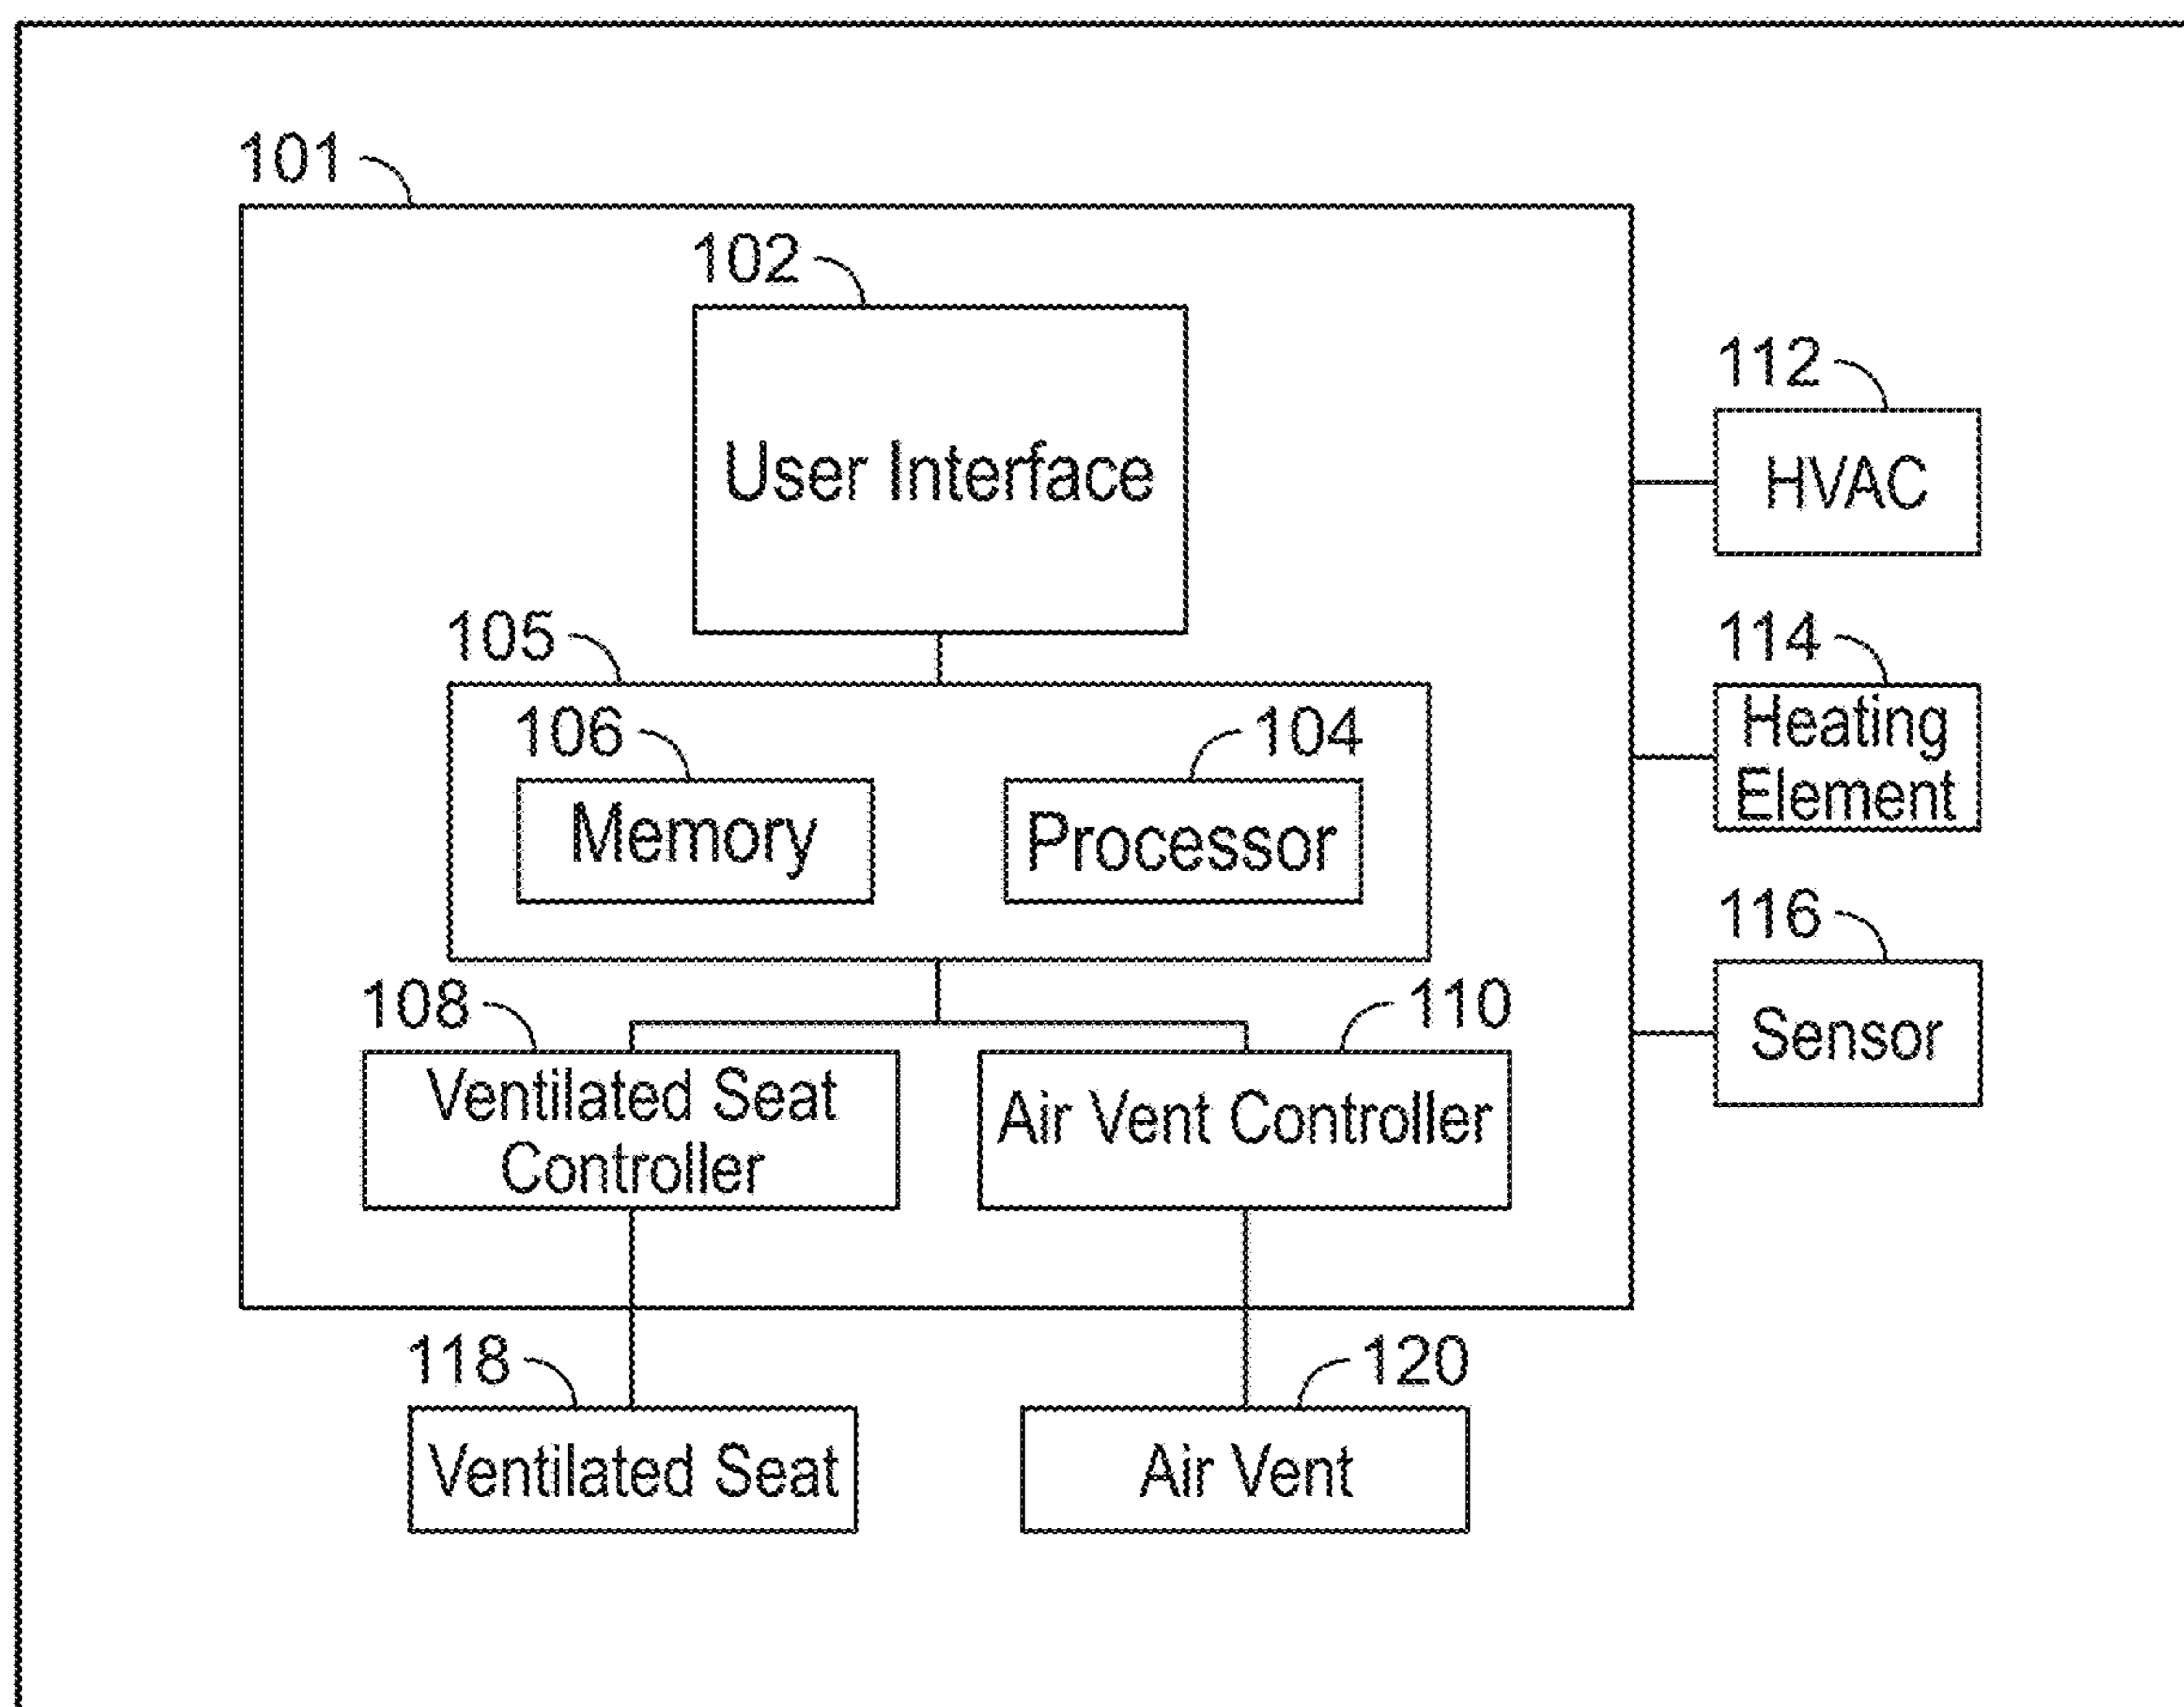 101
102
User Interface
112
HVAC
105
114
Heating
Element
106
104
Memory
Processor
116
Sensor
108
110
Ventilated Seat
Controller
Air Vent Controller
118
120
Ventilated Seat
Air Vent